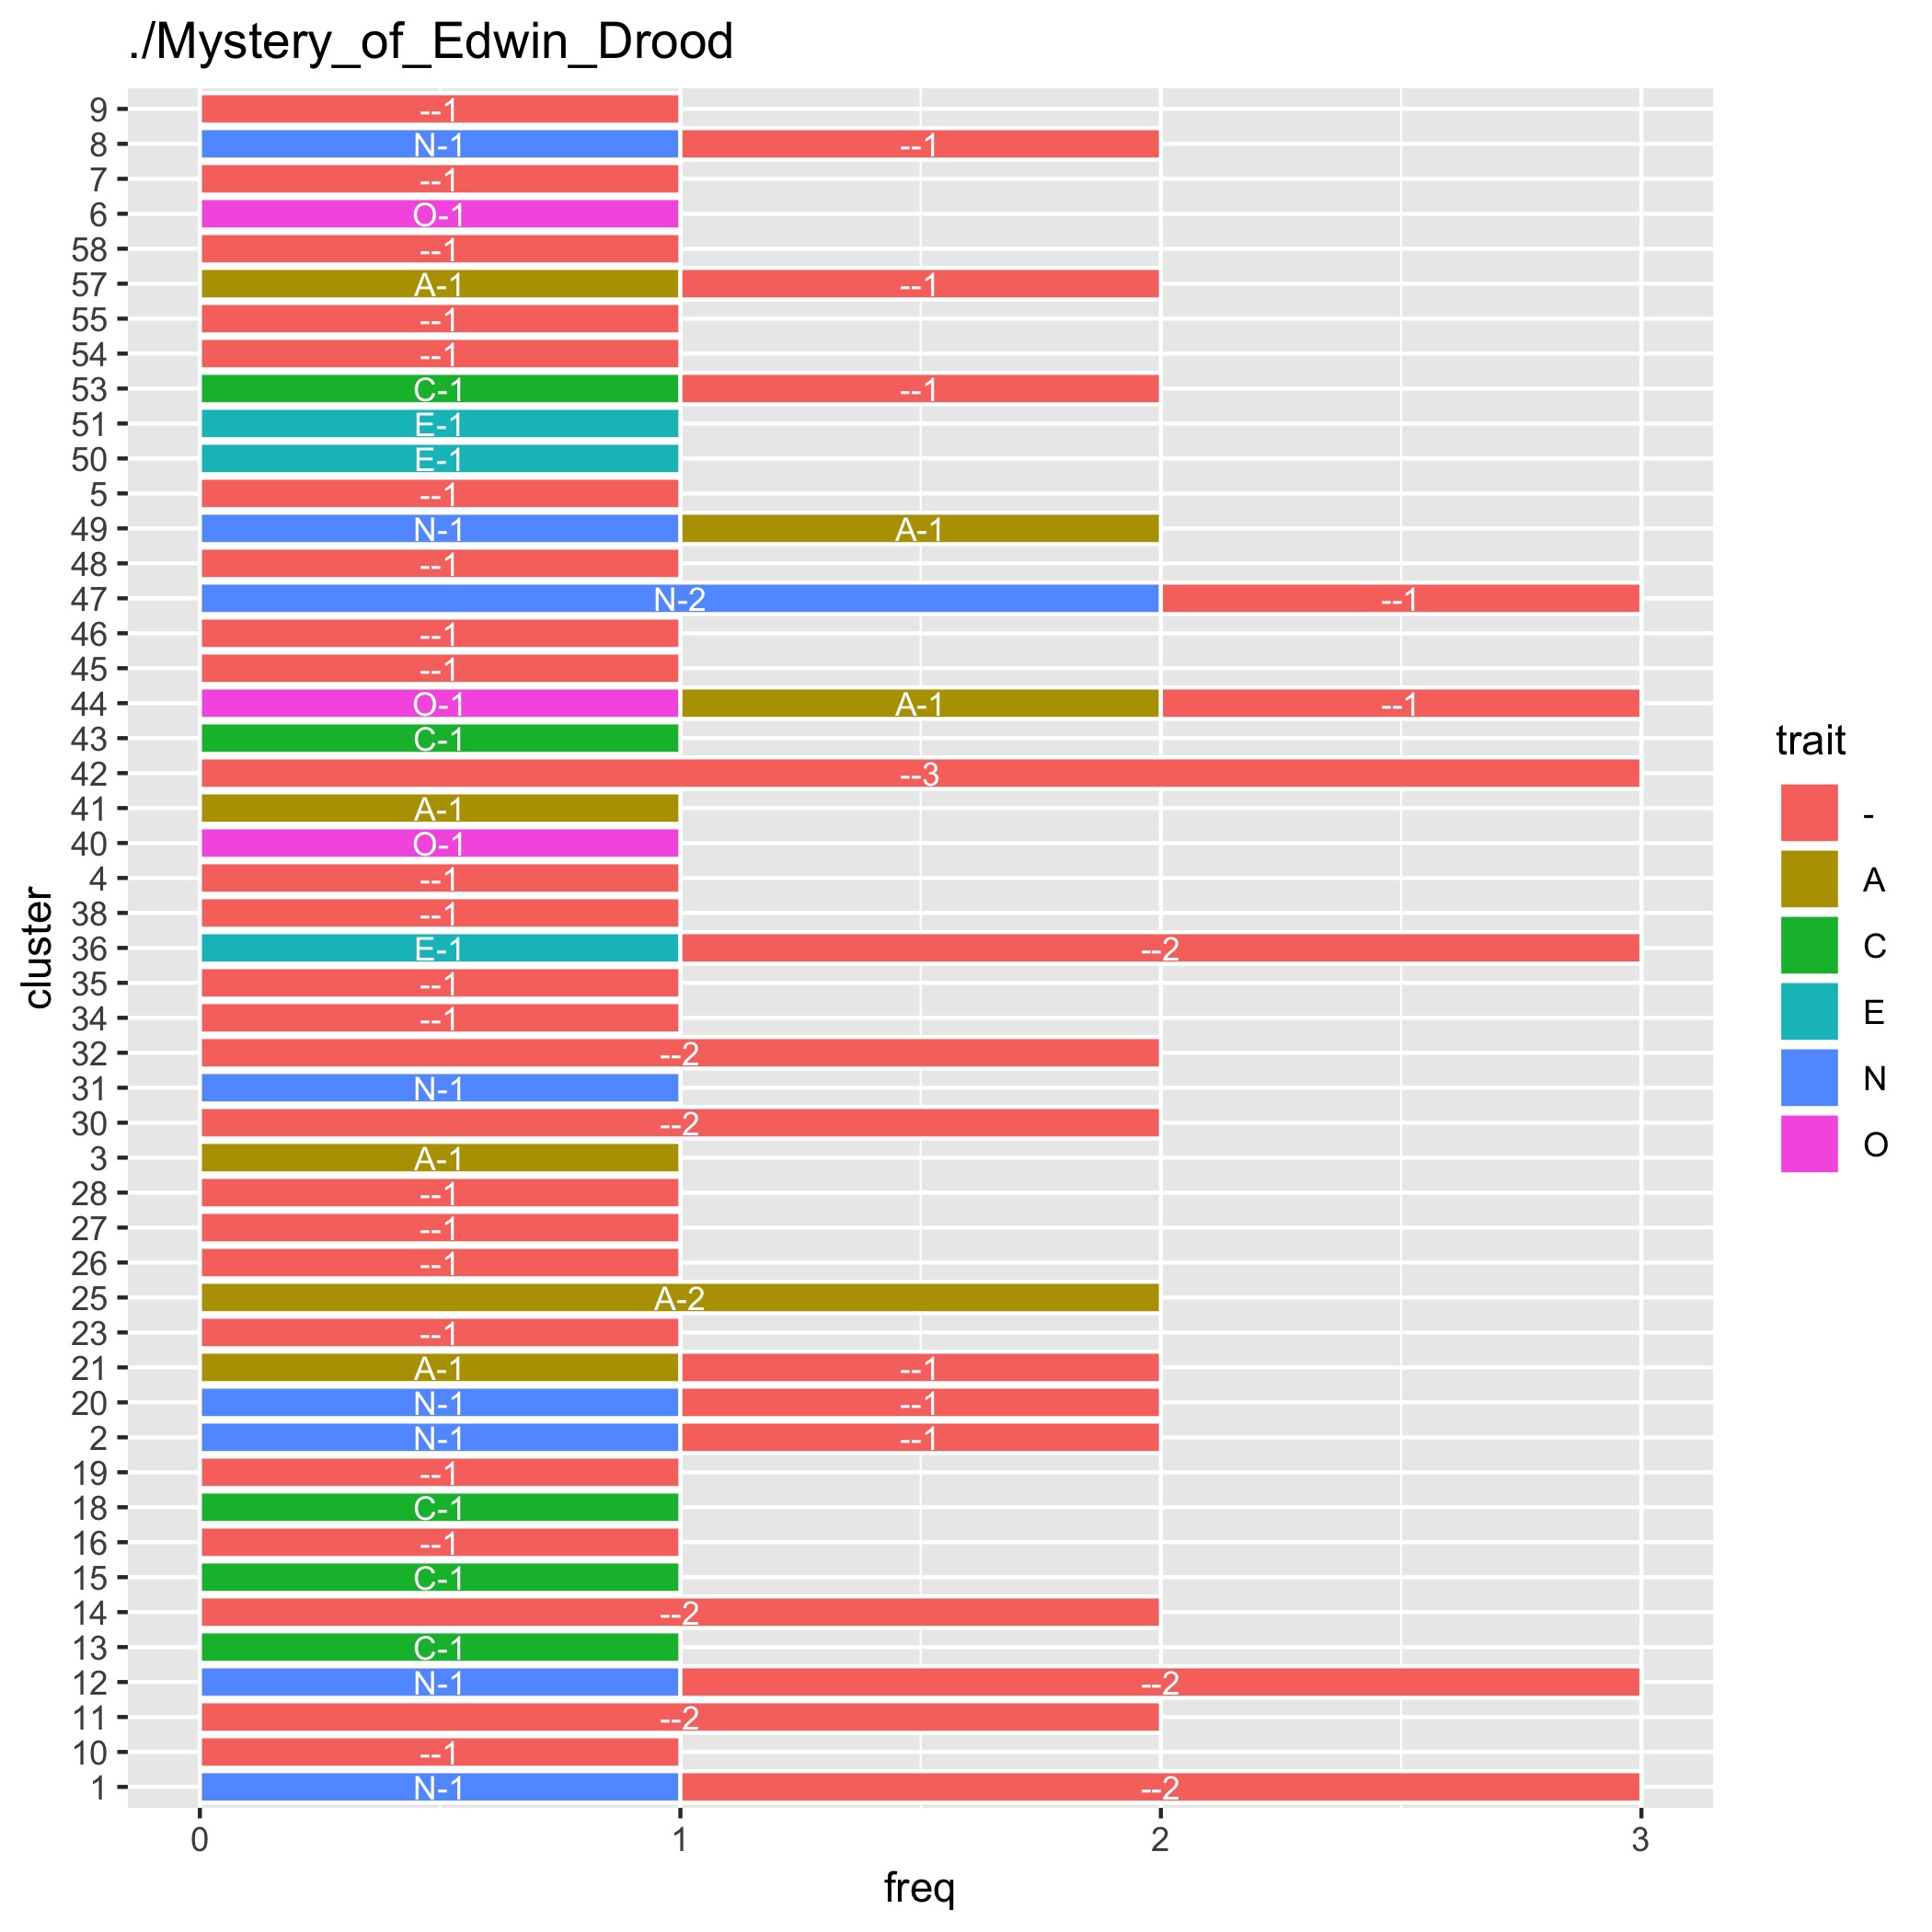 ./Mystery_of_Edwin_Drood
9 --1
8 N-1 --1
7 --1
6 O-1
58 --1
57 A-1 --1
55 --1
54 --1
53 C-1 --1
51 E-1
50 E-1
5 --1
49 N-1 A-1
48 --1
47 N-2 --1
46 --1
45 --1
44 O-1 A-1 --1
43 C-1
42 --3
41 A-1
40 O-1
4 --1
38 --1
36 E-1 --2
35 --1
34 --1
32 --2
31 N-1
30 --2
3 A-1
28 --1
27 --1
26 --1
25 A-2
23 --1
21 A-1 --1
20 N-1 --1
2 N-1 --1
19 --1
18 C-1
16 --1
15 C-1
14 --2
13 C-1
12 N-1 --2
11 --2
10 --1
1 N-1 --2
0 1 2 3
freq
cluster
trait
-
A
C
E
N
O